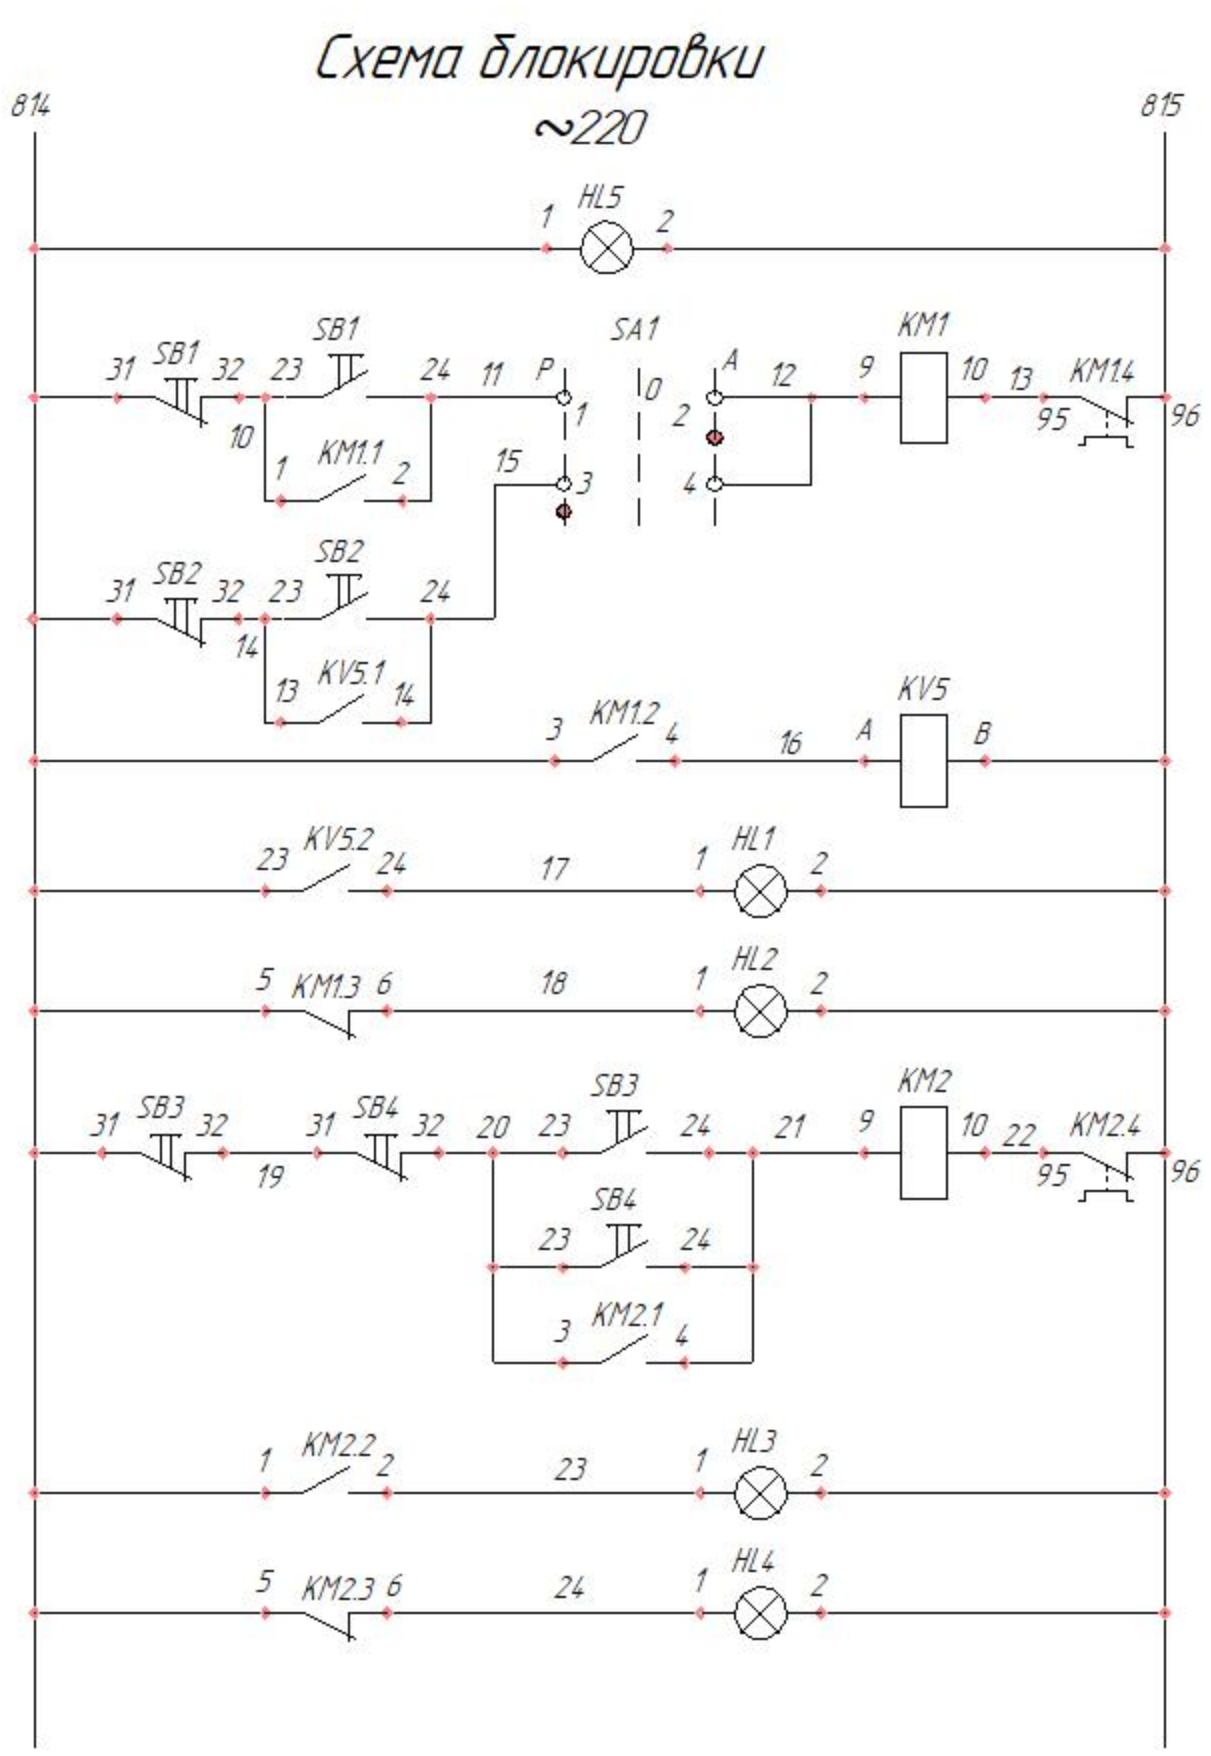 Схема блокировки
~220
814 815
HL5
1 2
SB1 SA1 KM1
31 SB1 32 23 24 11 P 0 A 12 9 10 13 KM1.4
10 1 2 95 96
KM1.1
1 2 15 3 4
SB2
31 SB2 32 23 24
14
KV5.1
13 14
KM1.2 KV5
3 4 16 A B
KV5.2 HL1
23 24 17 1 2
HL2
5 KM1.3 6 18 1 2
SB3 KM2
31 SB3 32 31 SB4 32 20 23 24 21 9 10 22 KM2.4
19 95 96
SB4
23 24
KM2.1
3 4
KM2.2 HL3
1 2 23 1 2
HL4
5 KM2.3 6 24 1 2